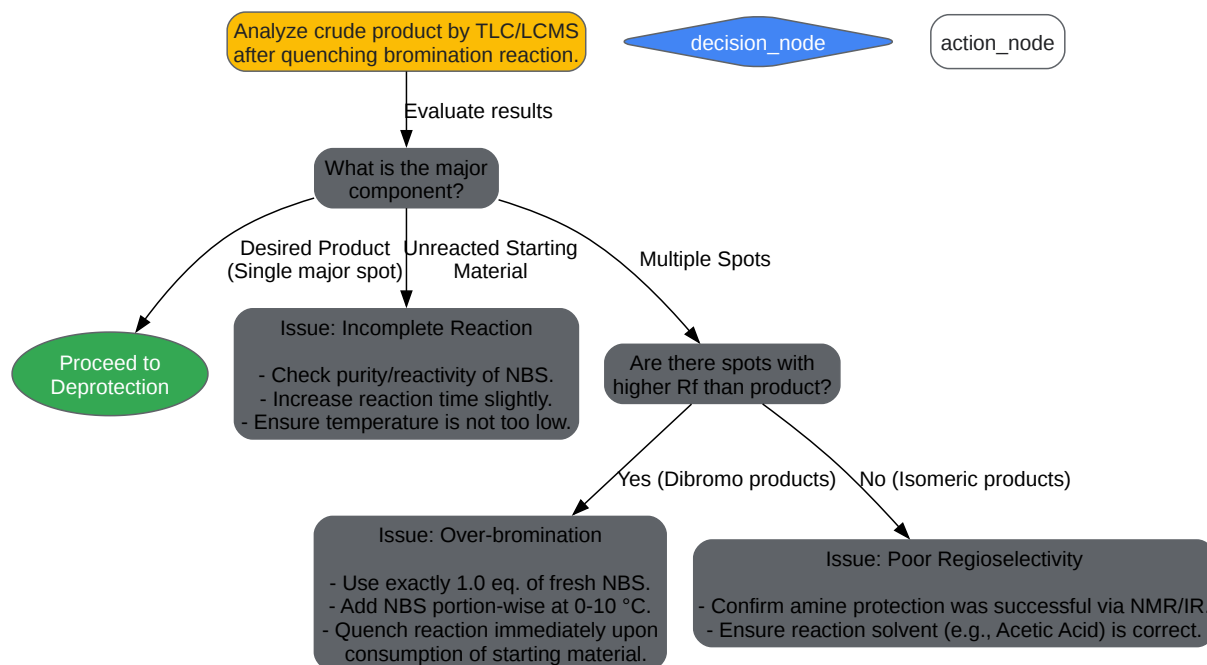 Analyze crude product by TLC/LCMS
after quenching bromination reaction.
decision_node
action_node
Evaluate results
What is the major
component?
Desired Product
(Single major spot)
Unreacted Starting
Material
Multiple Spots
Proceed to
Deprotection
Issue: Incomplete Reaction
- Check purity/reactivity of NBS.
- Increase reaction time slightly.
- Ensure temperature is not too low.
Are there spots with
higher Rf than product?
Yes (Dibromo products)
No (Isomeric products)
Issue: Over-bromination
- Use exactly 1.0 eq. of fresh NBS.
- Add NBS portion-wise at 0-10 °C.
- Quench reaction immediately upon
consumption of starting material.
Issue: Poor Regioselectivity
- Confirm amine protection was successful via NMR/IR.
- Ensure reaction solvent (e.g., Acetic Acid) is correct.